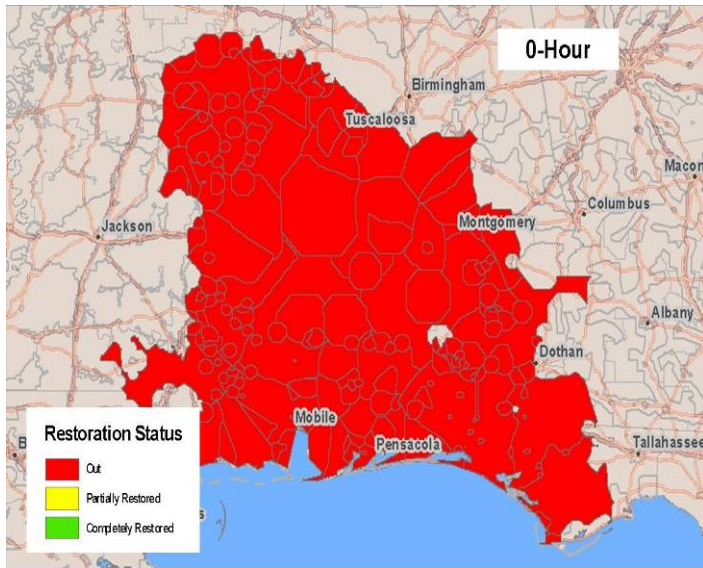 0-Hour
Birmingham
Tuscaloosa
Macon
Columbus
Montgomery
Jackson
Albany
Dothan
Mobile
Pensacola
Tallahassee
Restoration Status
Out
Partially Restored
Completely Restored